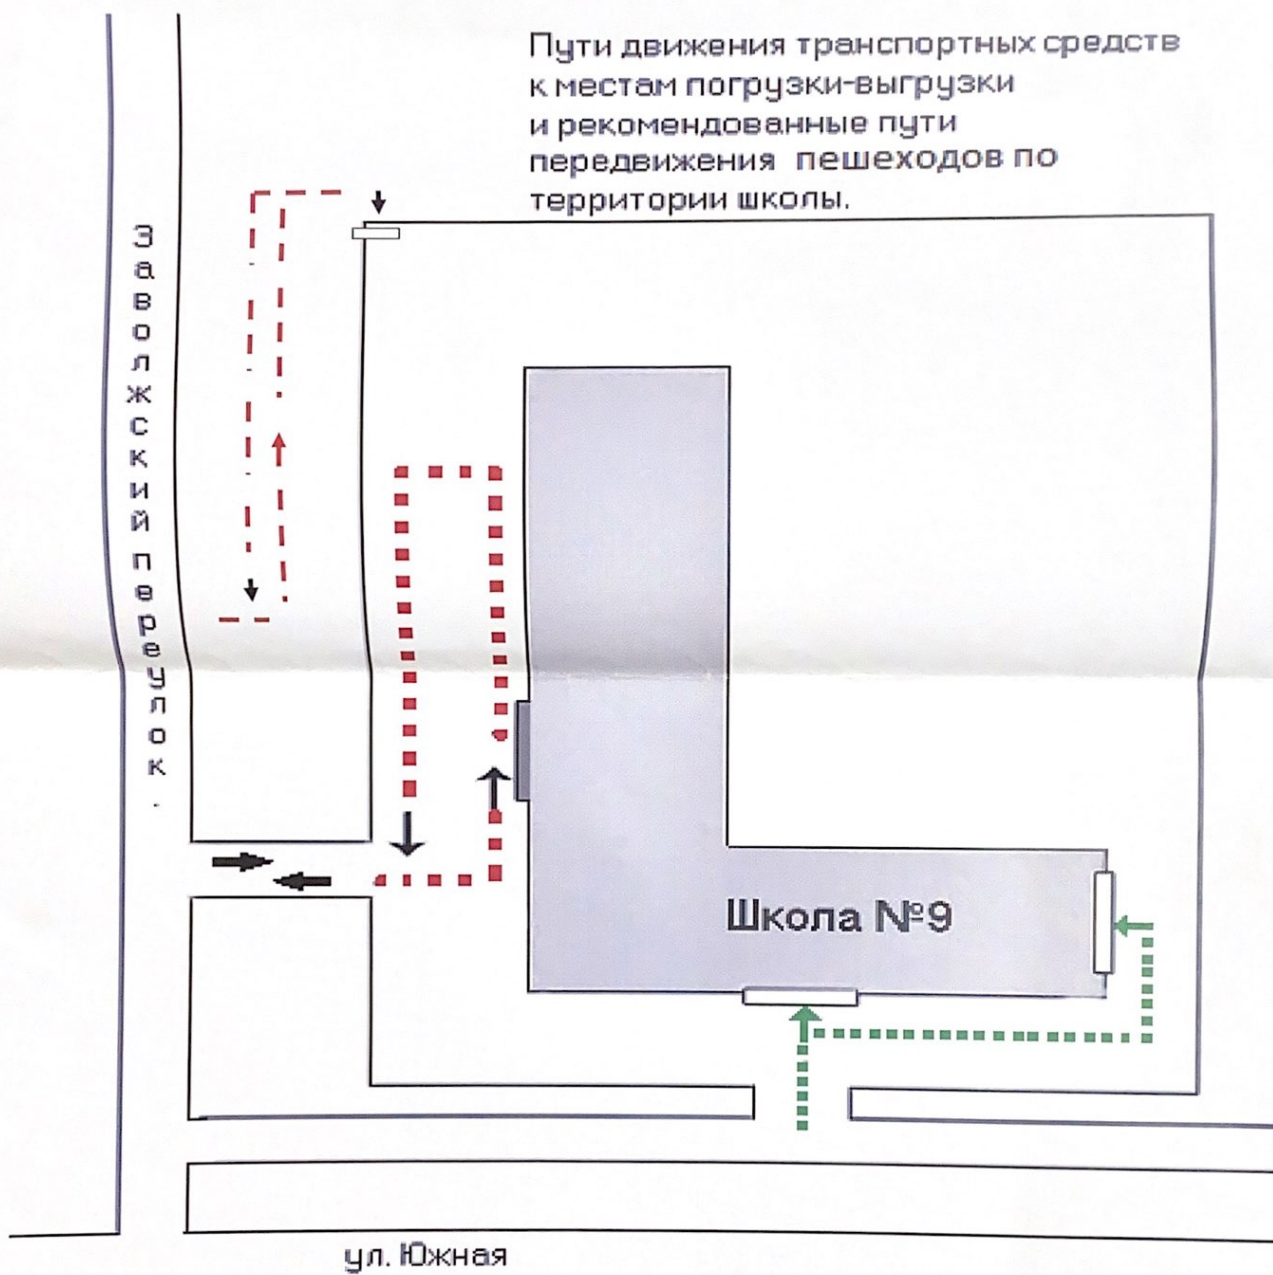 Пути движения транспортных средств
к местам погрузки-выгрузки
и рекомендованные пути
передвижения пешеходов по
территории школы.
Заволжский переулок.
Школа №9
ул. Южная